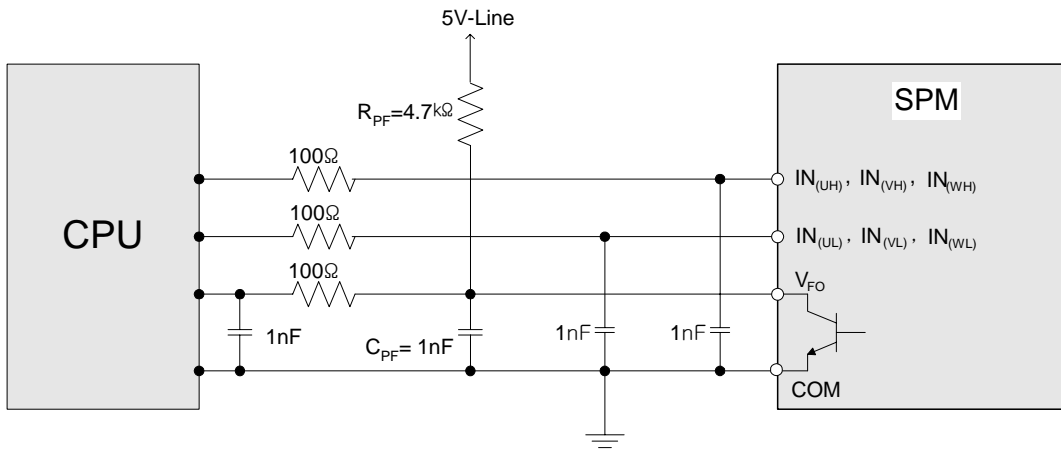 5V-Line
SPM
R_PF=4.7kΩ
100Ω
IN(UH), IN(VH), IN(WH)
CPU
100Ω
IN(UL), IN(VL), IN(WL)
100Ω
V_FO
1nF
C_PF= 1nF
1nF
1nF
COM